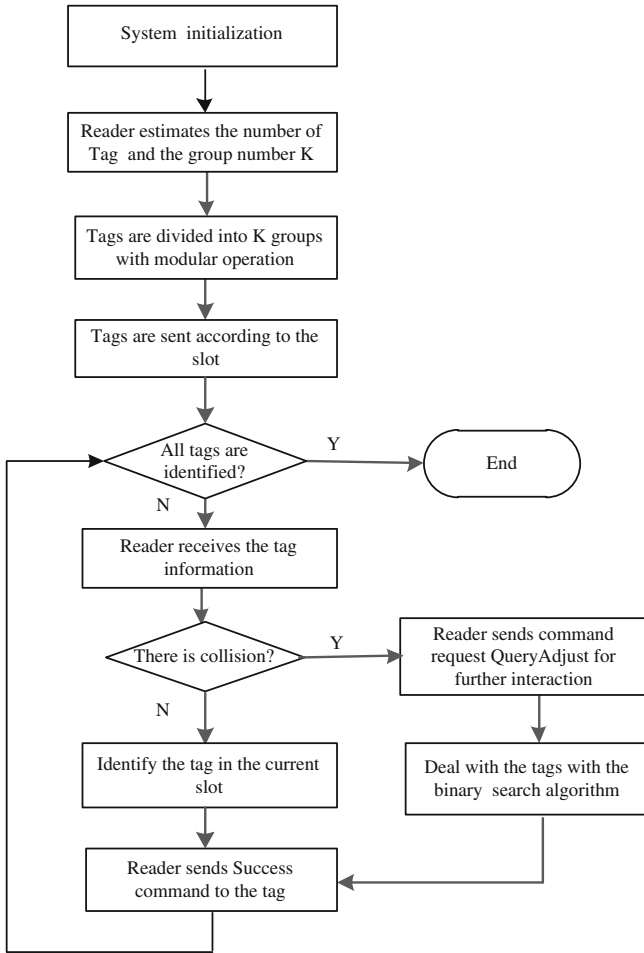 System initialization
Reader estimates the number of
Tag and the group number K
Tags are divided into K groups
with modular operation
Tags are sent according to the
slot
All tags are
identified?
Y
End
N
Reader receives the tag
information
There is collision?
Y
Reader sends command
request QueryAdjust for
further interaction
N
Identify the tag in the current
slot
Deal with the tags with the
binary search algorithm
Reader sends Success
command to the tag